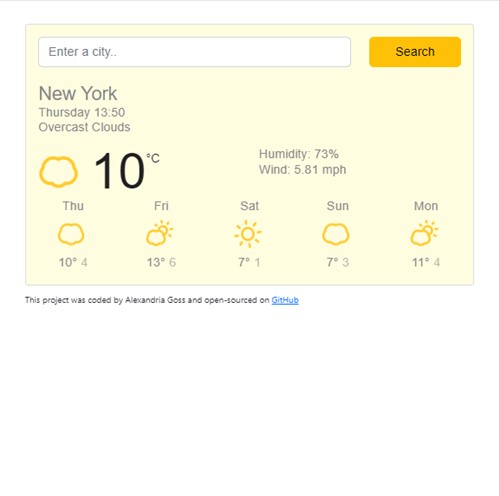 Enter a city..
Search
New York
Thursday 13:50
Overcast Clouds
10°C
Humidity: 73%
Wind: 5.81 mph
Thu Fri Sat Sun Mon
10° 4 13° 6 7° 1 7° 3 11° 4
This project was coded by Alexandria Goss and open-sourced on GitHub